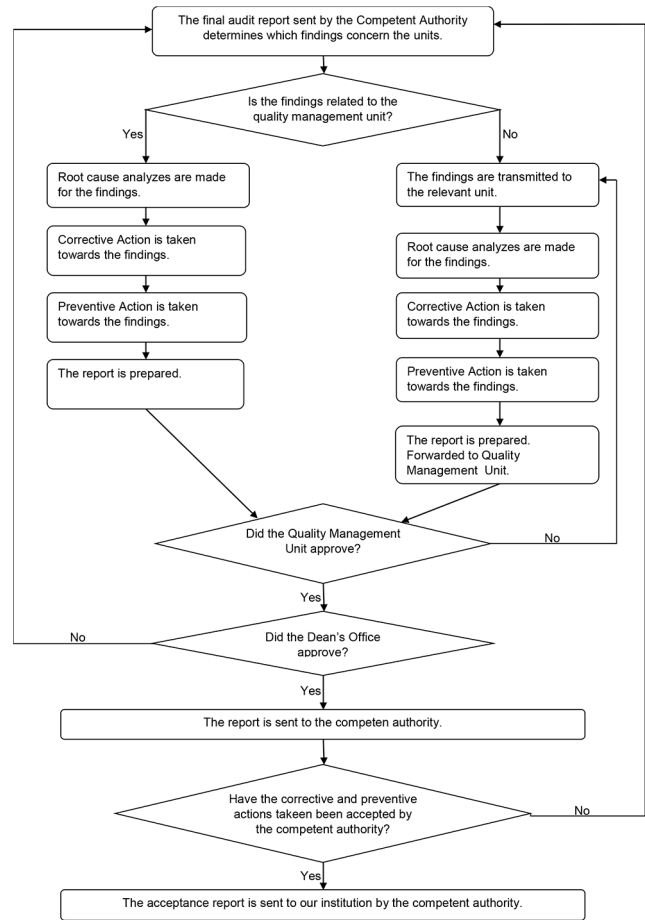 The final audit report sent by the Competent Authority
determines which findings concern the units.
Is the findings related to the
quality management unit?
Yes
No
Root cause analyzes are made
for the findings.
The findings are transmitted to
the relevant unit.
Corrective Action is taken
towards the findings.
Root cause analyzes are made
for the findings.
Preventive Action is taken
towards the findings.
Corrective Action is taken
towards the findings.
The report is prepared.
Preventive Action is taken
towards the findings.
The report is prepared.
Forwarded to Quality
Management Unit.
Did the Quality Management
Unit approve?
No
Yes
Did the Dean's Office
approve?
No
Yes
The report is sent to the competen authority.
Have the corrective and preventive
actions takeen been accepted by
the competent authority?
No
Yes
The acceptance report is sent to our institution by the competent authority.